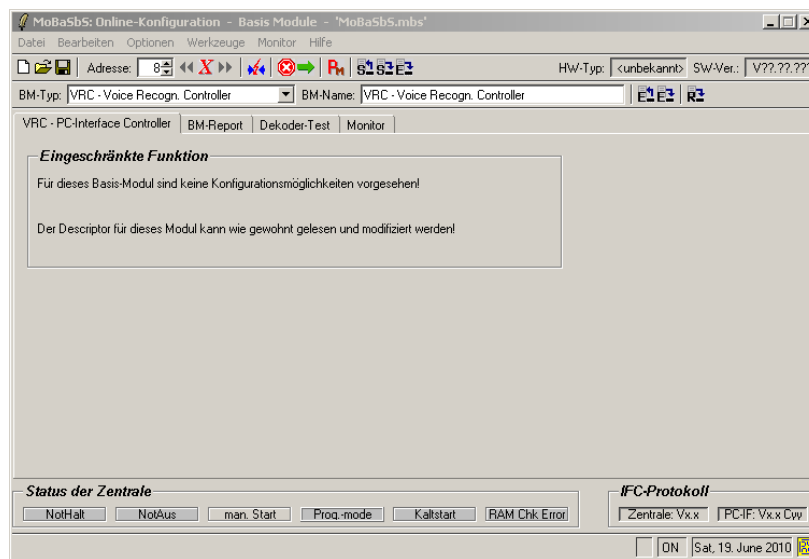 MoBaSbS: Online-Konfiguration - Basis Module - 'MoBaSbS.mbs'
Datei Bearbeiten Optionen Werkzeuge Monitor Hilfe
Adresse: 8 X PM S S E HW-Typ: <unbekannt> SW-Ver.: V??.??.???
BM-Typ: VRC - Voice Recogn. Controller BM-Name: VRC - Voice Recogn. Controller E E R
VRC - PC-Interface Controller BM-Report Dekoder-Test Monitor
Eingeschränkte Funktion
Für dieses Basis-Modul sind keine Konfigurationsmöglichkeiten vorgesehen!
Der Descriptor für dieses Modul kann wie gewohnt gelesen und modifiziert werden!
Status der Zentrale IFC-Protokoll
NotHalt NotAus man. Start Prog.-mode Kaltstart RAM Chk Error Zentrale: Vx.x PC-IF: Vx.x Cyy
ON Sat, 19. June 2010